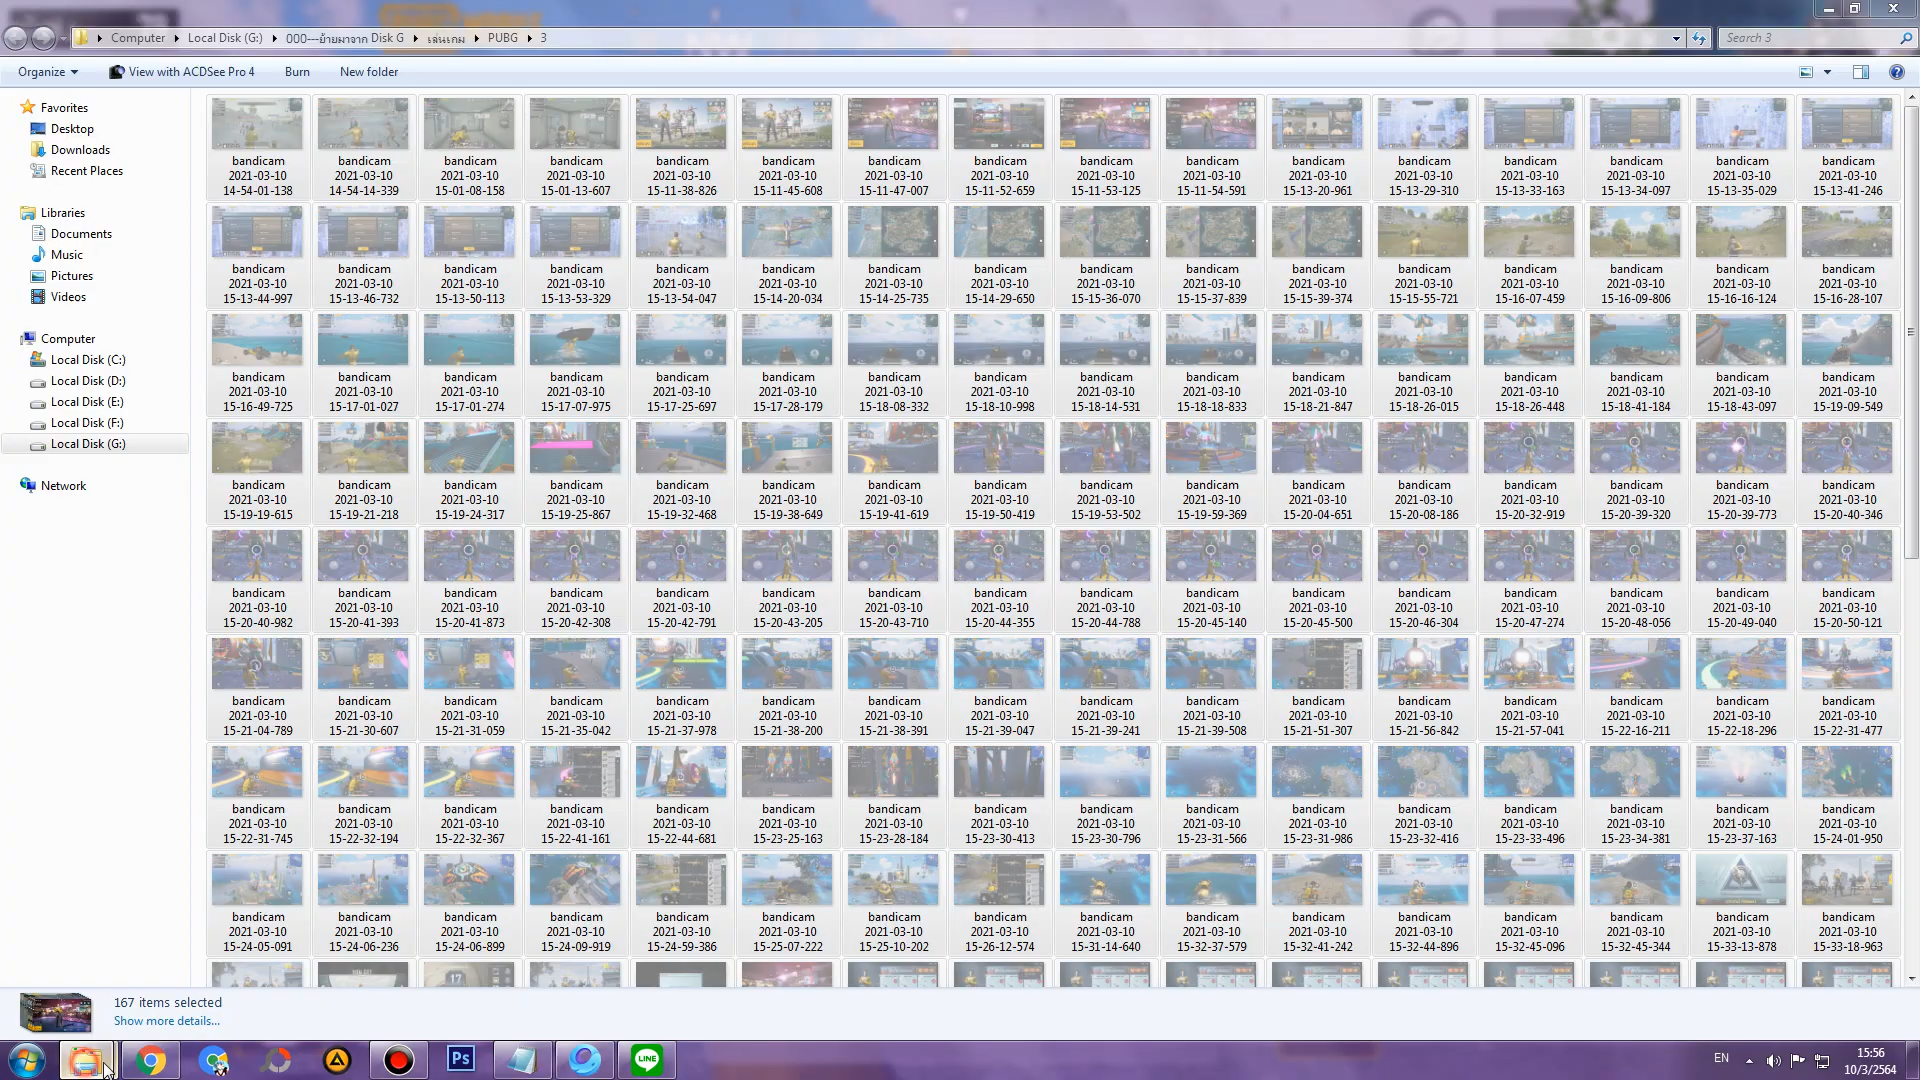 Computer ▸ Local Disk (G:) ▸ 000---ย้ายมาจาก Disk G ▸ เล่นเกม ▸ PUBG ▸ 3
Search 3
Organize View with ACDSee Pro 4 Burn New folder
Favorites
Desktop
Downloads
Recent Places
Libraries
Documents
Music
Pictures
Videos
Computer
Local Disk (C:)
Local Disk (D:)
Local Disk (E:)
Local Disk (F:)
Local Disk (G:)
Network
bandicam bandicam bandicam bandicam bandicam bandicam bandicam bandicam bandicam bandicam bandicam bandicam bandicam bandicam bandicam bandicam
2021-03-10 2021-03-10 2021-03-10 2021-03-10 2021-03-10 2021-03-10 2021-03-10 2021-03-10 2021-03-10 2021-03-10 2021-03-10 2021-03-10 2021-03-10 2021-03-10 2021-03-10 2021-03-10
14-54-01-138 14-54-14-339 15-01-08-158 15-01-13-607 15-11-38-826 15-11-45-608 15-11-47-007 15-11-52-659 15-11-53-125 15-11-54-591 15-13-20-961 15-13-29-310 15-13-33-163 15-13-34-097 15-13-35-029 15-13-41-246
bandicam bandicam bandicam bandicam bandicam bandicam bandicam bandicam bandicam bandicam bandicam bandicam bandicam bandicam bandicam bandicam
2021-03-10 2021-03-10 2021-03-10 2021-03-10 2021-03-10 2021-03-10 2021-03-10 2021-03-10 2021-03-10 2021-03-10 2021-03-10 2021-03-10 2021-03-10 2021-03-10 2021-03-10 2021-03-10
15-13-44-997 15-13-46-732 15-13-50-113 15-13-53-329 15-13-54-047 15-14-20-034 15-14-25-735 15-14-29-650 15-15-36-070 15-15-37-839 15-15-39-374 15-15-55-721 15-16-07-459 15-16-09-806 15-16-16-124 15-16-28-107
bandicam bandicam bandicam bandicam bandicam bandicam bandicam bandicam bandicam bandicam bandicam bandicam bandicam bandicam bandicam bandicam
2021-03-10 2021-03-10 2021-03-10 2021-03-10 2021-03-10 2021-03-10 2021-03-10 2021-03-10 2021-03-10 2021-03-10 2021-03-10 2021-03-10 2021-03-10 2021-03-10 2021-03-10 2021-03-10
15-16-49-725 15-17-01-027 15-17-01-274 15-17-07-975 15-17-25-697 15-17-28-179 15-18-08-332 15-18-10-998 15-18-14-531 15-18-18-833 15-18-21-847 15-18-26-015 15-18-26-448 15-18-41-184 15-18-43-097 15-19-09-549
bandicam bandicam bandicam bandicam bandicam bandicam bandicam bandicam bandicam bandicam bandicam bandicam bandicam bandicam bandicam bandicam
2021-03-10 2021-03-10 2021-03-10 2021-03-10 2021-03-10 2021-03-10 2021-03-10 2021-03-10 2021-03-10 2021-03-10 2021-03-10 2021-03-10 2021-03-10 2021-03-10 2021-03-10 2021-03-10
15-19-19-615 15-19-21-218 15-19-24-317 15-19-25-867 15-19-32-468 15-19-38-649 15-19-41-619 15-19-50-419 15-19-53-502 15-19-59-369 15-20-04-651 15-20-08-186 15-20-32-919 15-20-39-320 15-20-39-773 15-20-40-346
bandicam bandicam bandicam bandicam bandicam bandicam bandicam bandicam bandicam bandicam bandicam bandicam bandicam bandicam bandicam bandicam
2021-03-10 2021-03-10 2021-03-10 2021-03-10 2021-03-10 2021-03-10 2021-03-10 2021-03-10 2021-03-10 2021-03-10 2021-03-10 2021-03-10 2021-03-10 2021-03-10 2021-03-10 2021-03-10
15-20-40-982 15-20-41-393 15-20-41-873 15-20-42-308 15-20-42-791 15-20-43-205 15-20-43-710 15-20-44-355 15-20-44-788 15-20-45-140 15-20-45-500 15-20-46-304 15-20-47-274 15-20-48-056 15-20-49-040 15-20-50-121
bandicam bandicam bandicam bandicam bandicam bandicam bandicam bandicam bandicam bandicam bandicam bandicam bandicam bandicam bandicam bandicam
2021-03-10 2021-03-10 2021-03-10 2021-03-10 2021-03-10 2021-03-10 2021-03-10 2021-03-10 2021-03-10 2021-03-10 2021-03-10 2021-03-10 2021-03-10 2021-03-10 2021-03-10 2021-03-10
15-21-04-789 15-21-30-607 15-21-31-059 15-21-35-042 15-21-37-978 15-21-38-200 15-21-38-391 15-21-39-047 15-21-39-241 15-21-39-508 15-21-51-307 15-21-56-842 15-21-57-041 15-22-16-211 15-22-18-296 15-22-31-477
bandicam bandicam bandicam bandicam bandicam bandicam bandicam bandicam bandicam bandicam bandicam bandicam bandicam bandicam bandicam bandicam
2021-03-10 2021-03-10 2021-03-10 2021-03-10 2021-03-10 2021-03-10 2021-03-10 2021-03-10 2021-03-10 2021-03-10 2021-03-10 2021-03-10 2021-03-10 2021-03-10 2021-03-10 2021-03-10
15-22-31-745 15-22-32-194 15-22-32-367 15-22-41-161 15-22-44-681 15-23-25-163 15-23-28-184 15-23-30-413 15-23-30-796 15-23-31-566 15-23-31-986 15-23-32-416 15-23-33-496 15-23-34-381 15-23-37-163 15-24-01-950
bandicam bandicam bandicam bandicam bandicam bandicam bandicam bandicam bandicam bandicam bandicam bandicam bandicam bandicam bandicam bandicam
2021-03-10 2021-03-10 2021-03-10 2021-03-10 2021-03-10 2021-03-10 2021-03-10 2021-03-10 2021-03-10 2021-03-10 2021-03-10 2021-03-10 2021-03-10 2021-03-10 2021-03-10 2021-03-10
15-24-05-091 15-24-06-236 15-24-06-899 15-24-09-919 15-24-59-386 15-25-07-222 15-25-10-202 15-26-12-574 15-31-14-640 15-32-37-579 15-32-41-242 15-32-44-896 15-32-45-096 15-32-45-344 15-33-13-878 15-33-18-963
17
167 items selected
Show more details...
Ps
LINE
EN
15:56
10/3/2564